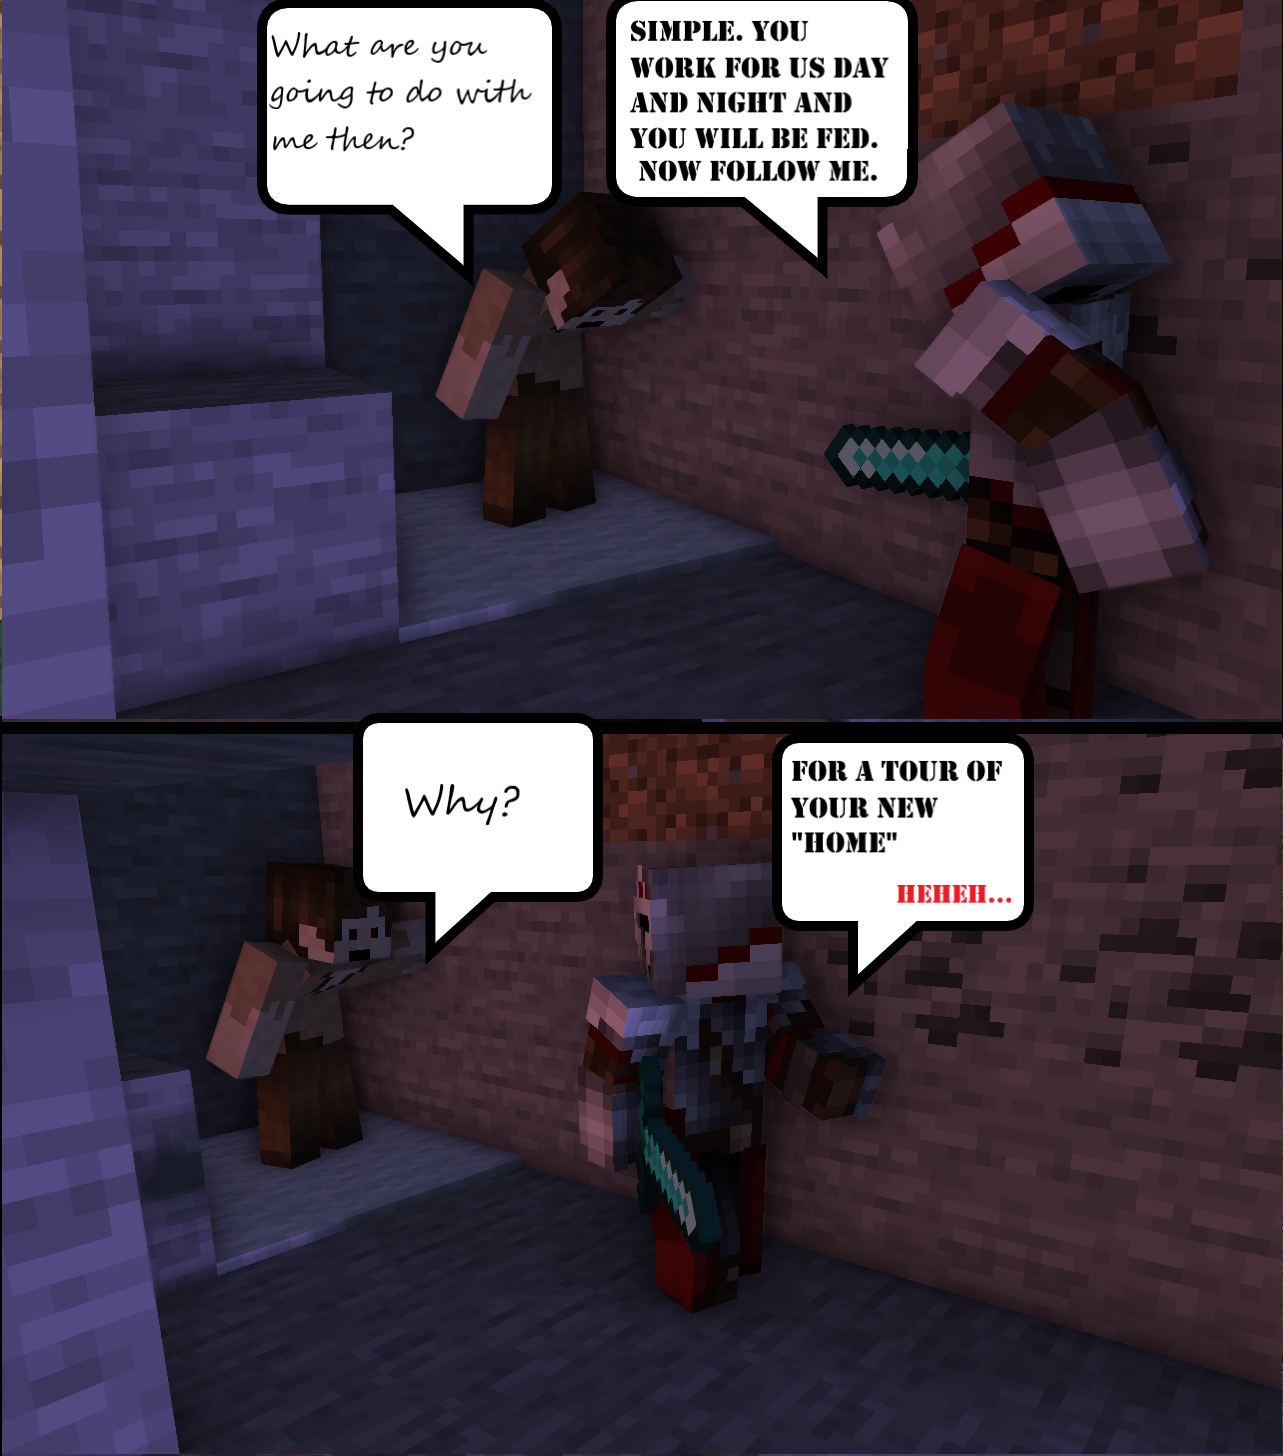 What are you
going to do with
me then?
SIMPLE. YOU
WORK FOR US DAY
AND NIGHT AND
YOU WILL BE FED.
NOW FOLLOW ME.
Why?
FOR A TOUR OF
YOUR NEW
"HOME"
HEHEH...